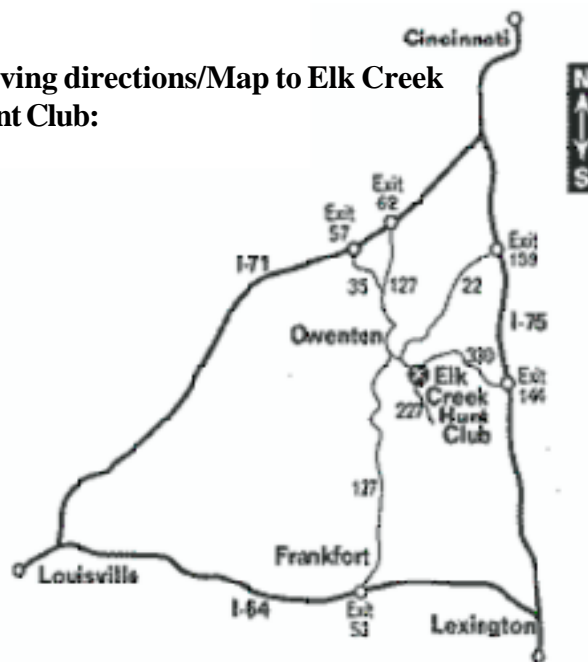 ving directions/Map to Elk Creek
nt Club:
Cincinnati
N
S
Exit
62
Exit
57
Exit
159
I-71
35
127
22
I-75
Owenton
330
Elk
Creek
Hunt
Club
Exit
144
227
127
Frankfort
Louisville
I-64
Exit
53
Lexington